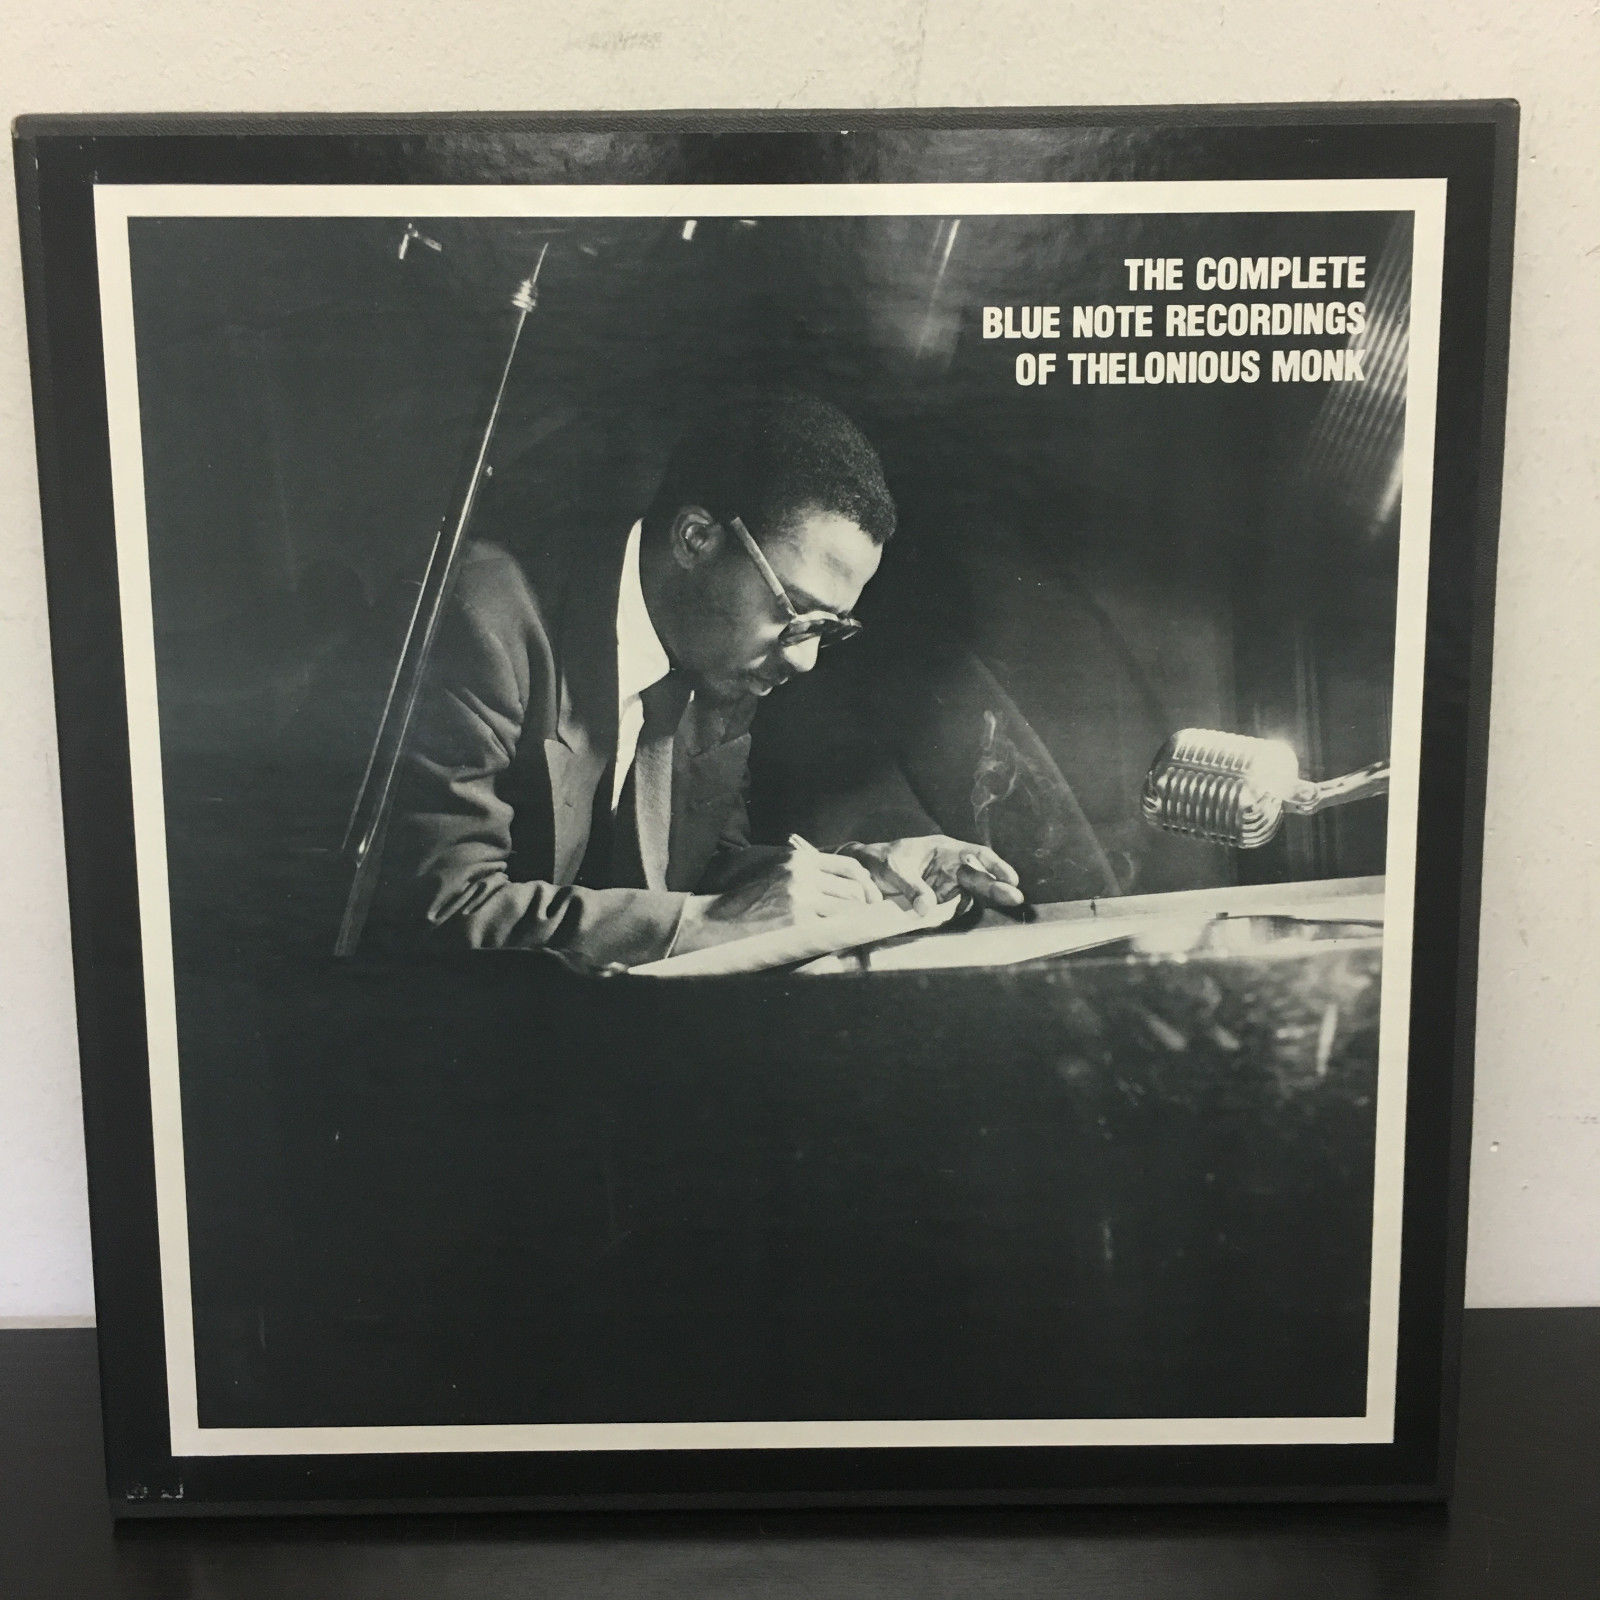 THE COMPLETE
BLUE NOTE RECORDINGS
OF THELONIOUS MONK